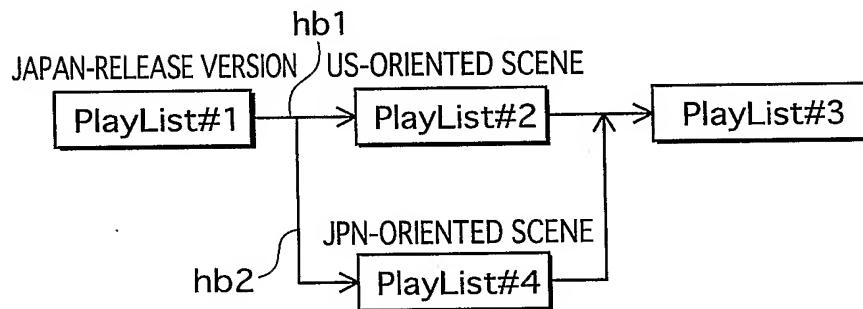 hb1
JAPAN-RELEASE VERSION US-ORIENTED SCENE
PlayList#1 PlayList#2 PlayList#3
JPN-ORIENTED SCENE
hb2 PlayList#4